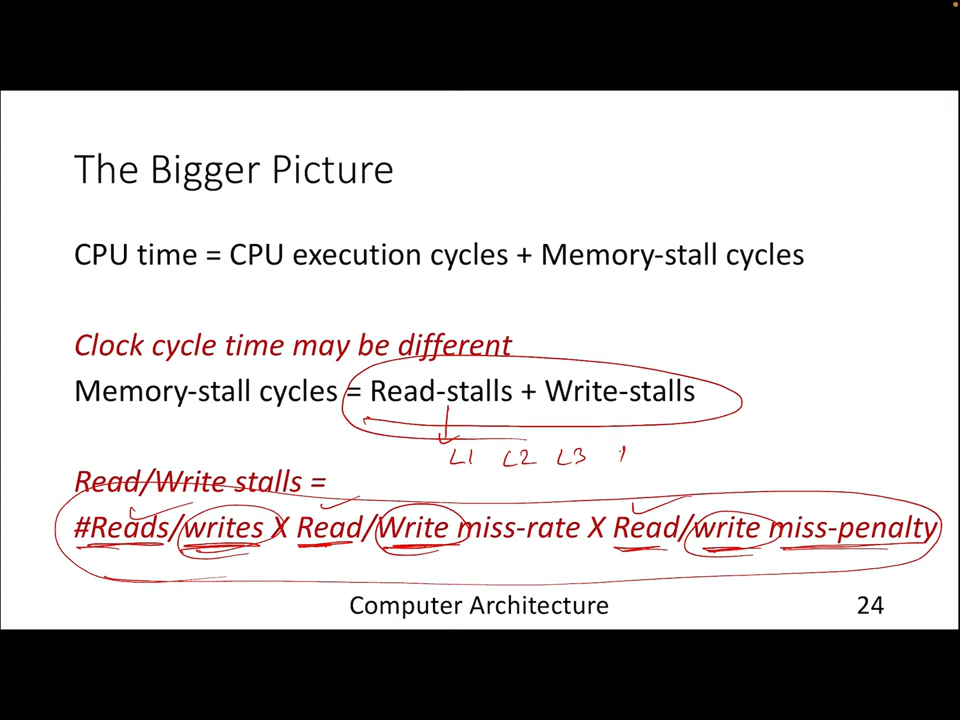 The Bigger Picture
CPU time = CPU execution cycles + Memory-stall cycles
Clock cycle time may be different
Memory-stall cycles = Read-stalls + Write-stalls
L1 L2 L3
Read/Write stalls =
#Reads/writes X Read/Write miss-rate X Read/write miss-penalty
Computer Architecture 24